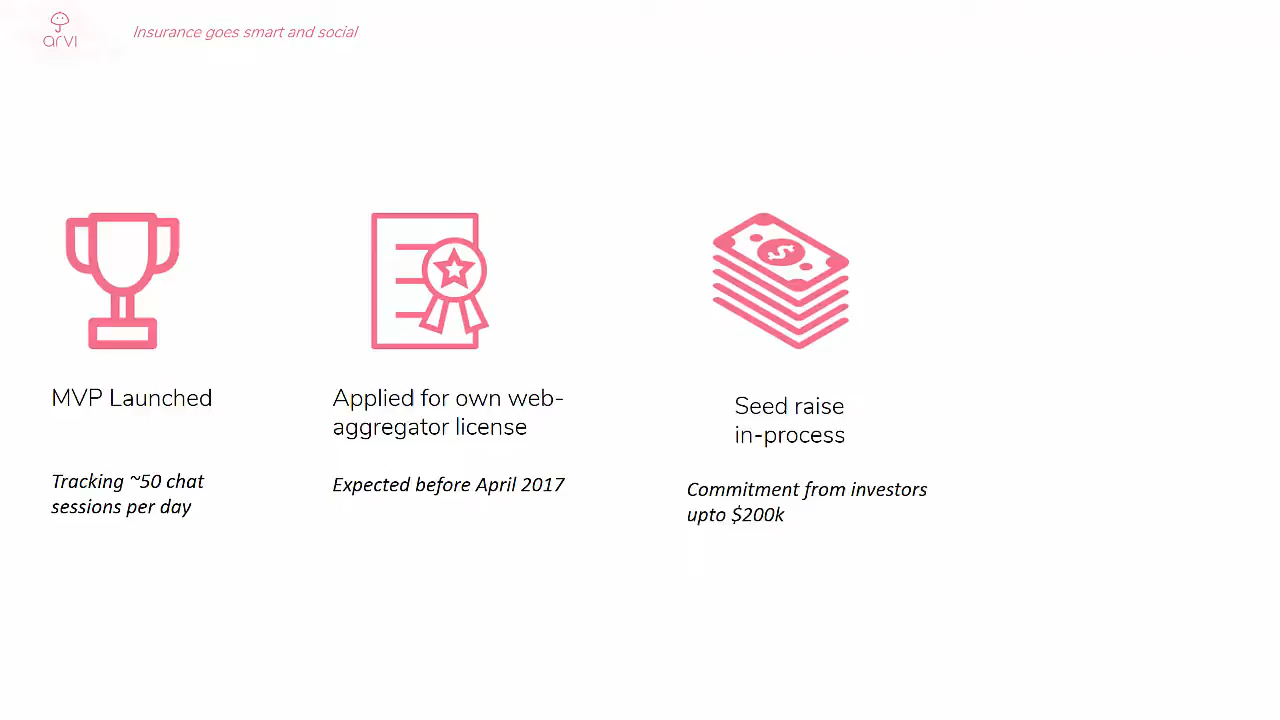 arvi
Insurance goes smart and social
$
MVP Launched
Tracking ~50 chat
sessions per day
Applied for own web-
aggregator license
Expected before April 2017
Seed raise
in-process
Commitment from investors
upto $200k